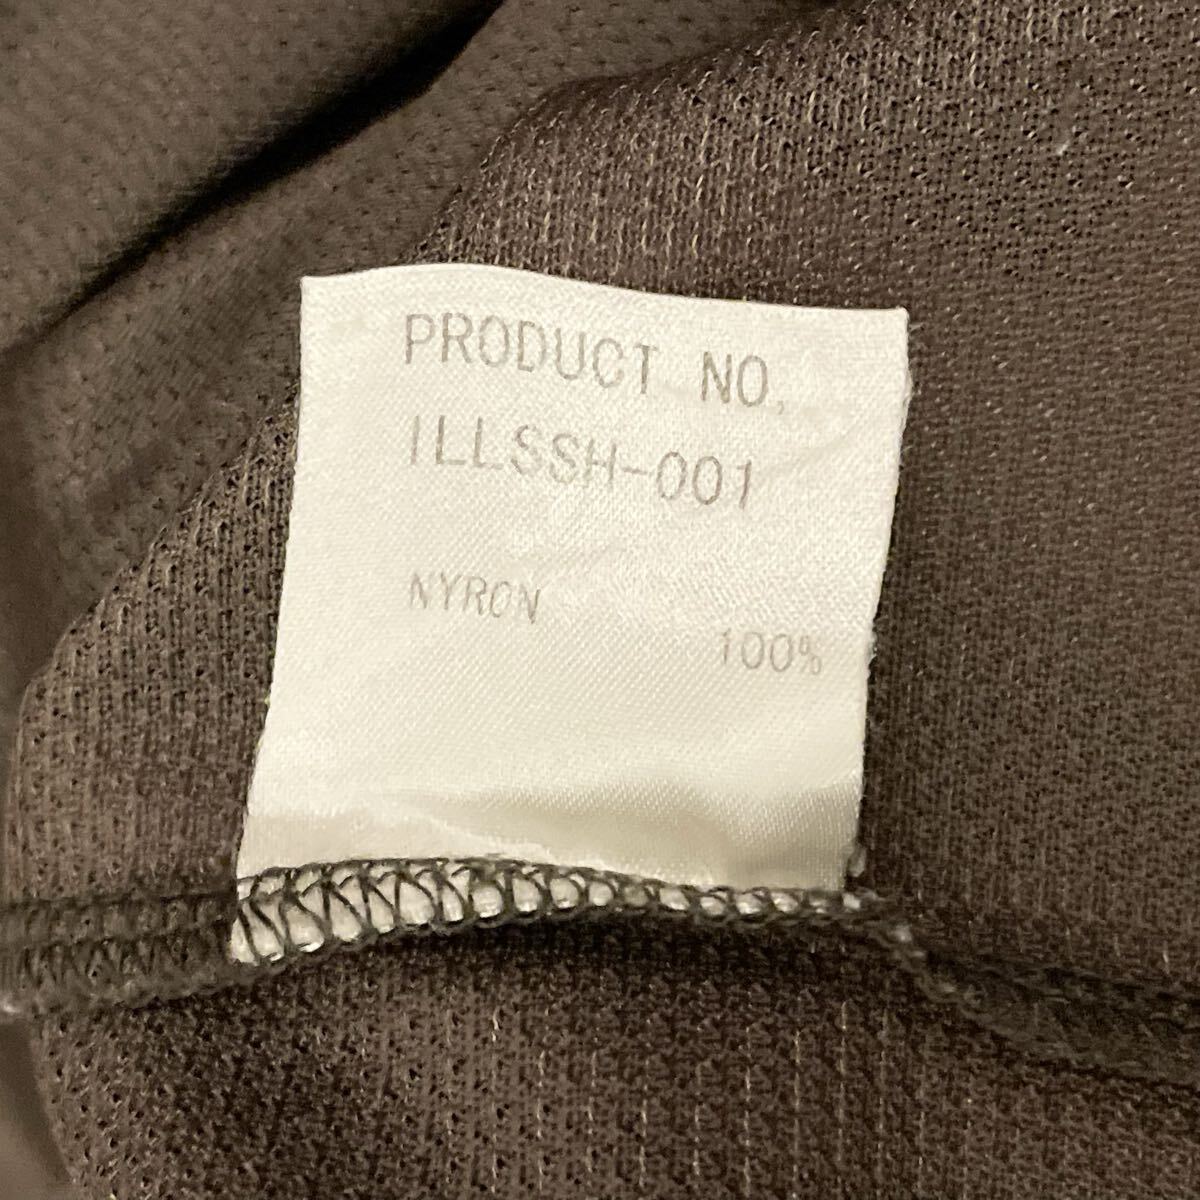 PRODUCT NO.
ILLSSH-001
NYRON
100%